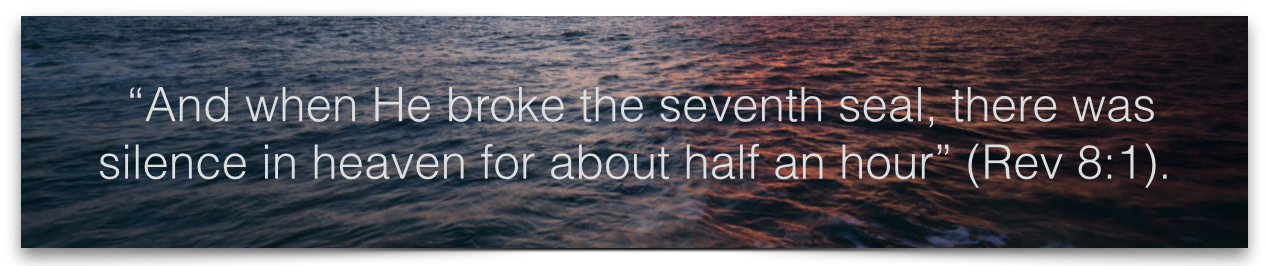 “And when He broke the seventh seal, there was
silence in heaven for about half an hour” (Rev 8:1).